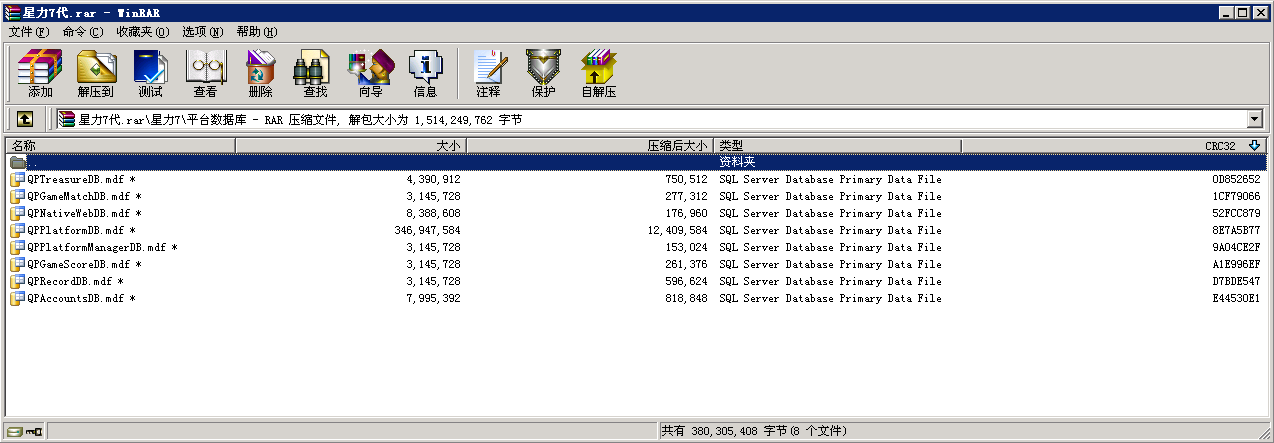 星力7代.rar - WinRAR
文件(F) 命令(C) 收藏夹(O) 选项(N) 帮助(H)
添加 解压到 测试 查看 删除 查找 向导 信息 注释 保护 自解压
星力7代.rar\星力7\平台数据库 - RAR 压缩文件, 解包大小为 1,514,249,762 字节
名称 大小 压缩后大小 类型 CRC32
.. 资料夹
QPTreasureDB.mdf * 4,390,912 750,512 SQL Server Database Primary Data File 0D852652
QPGameMatchDB.mdf * 3,145,728 277,312 SQL Server Database Primary Data File 1CF79066
QPNativeWebDB.mdf * 8,388,608 176,960 SQL Server Database Primary Data File 52FCC879
QPPlatformDB.mdf * 346,947,584 12,409,584 SQL Server Database Primary Data File 8E7A5B77
QPPlatformManagerDB.mdf * 3,145,728 153,024 SQL Server Database Primary Data File 9A04CE2F
QPGameScoreDB.mdf * 3,145,728 261,376 SQL Server Database Primary Data File A1E996EF
QPRecordDB.mdf * 3,145,728 596,624 SQL Server Database Primary Data File D7BDE547
QPAccountsDB.mdf * 7,995,392 818,848 SQL Server Database Primary Data File E44530E1
共有 380,305,408 字节(8 个文件)